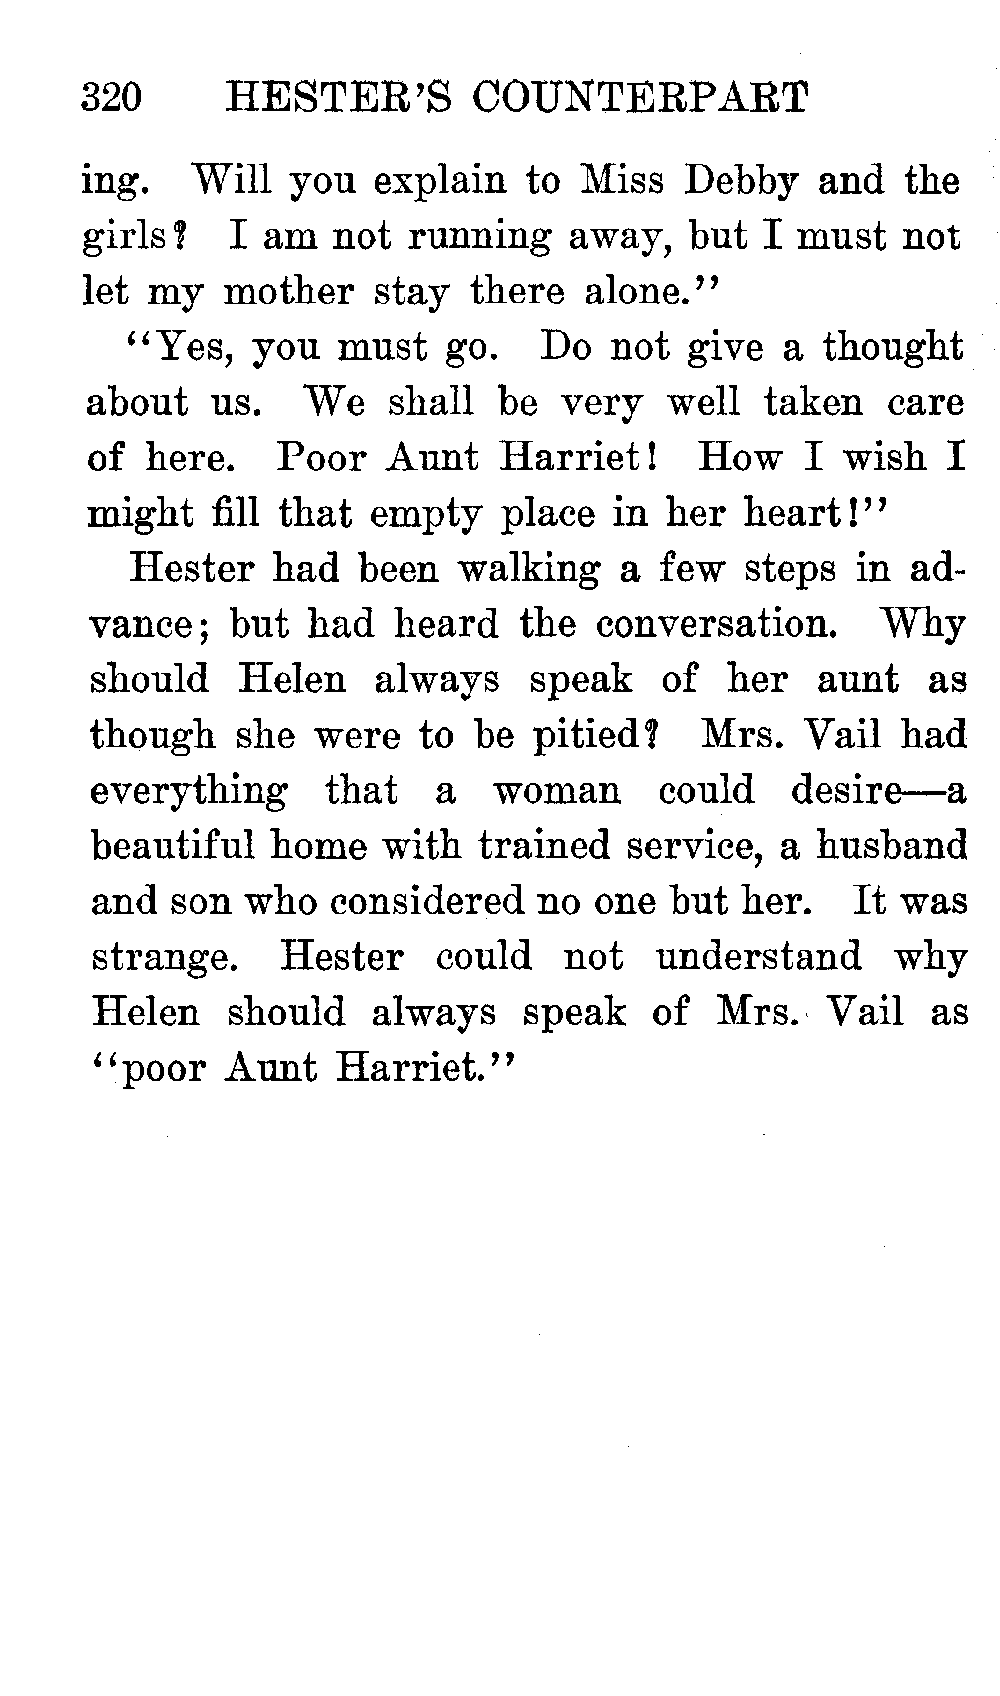 320 HESTER'S COUNTERPART
ing. Will you explain to Miss Debby and the
girls? I am not running away, but I must not
let my mother stay there alone."
"Yes, you must go. Do not give a thought
about us. We shall be very well taken care
of here. Poor Aunt Harriet! How I wish I
might fill that empty place in her heart!"
Hester had been walking a few steps in ad-
vance; but had heard the conversation. Why
should Helen always speak of her aunt as
though she were to be pitied? Mrs. Vail had
everything that a woman could desire—a
beautiful home with trained service, a husband
and son who considered no one but her. It was
strange. Hester could not understand why
Helen should always speak of Mrs. Vail as
"poor Aunt Harriet."